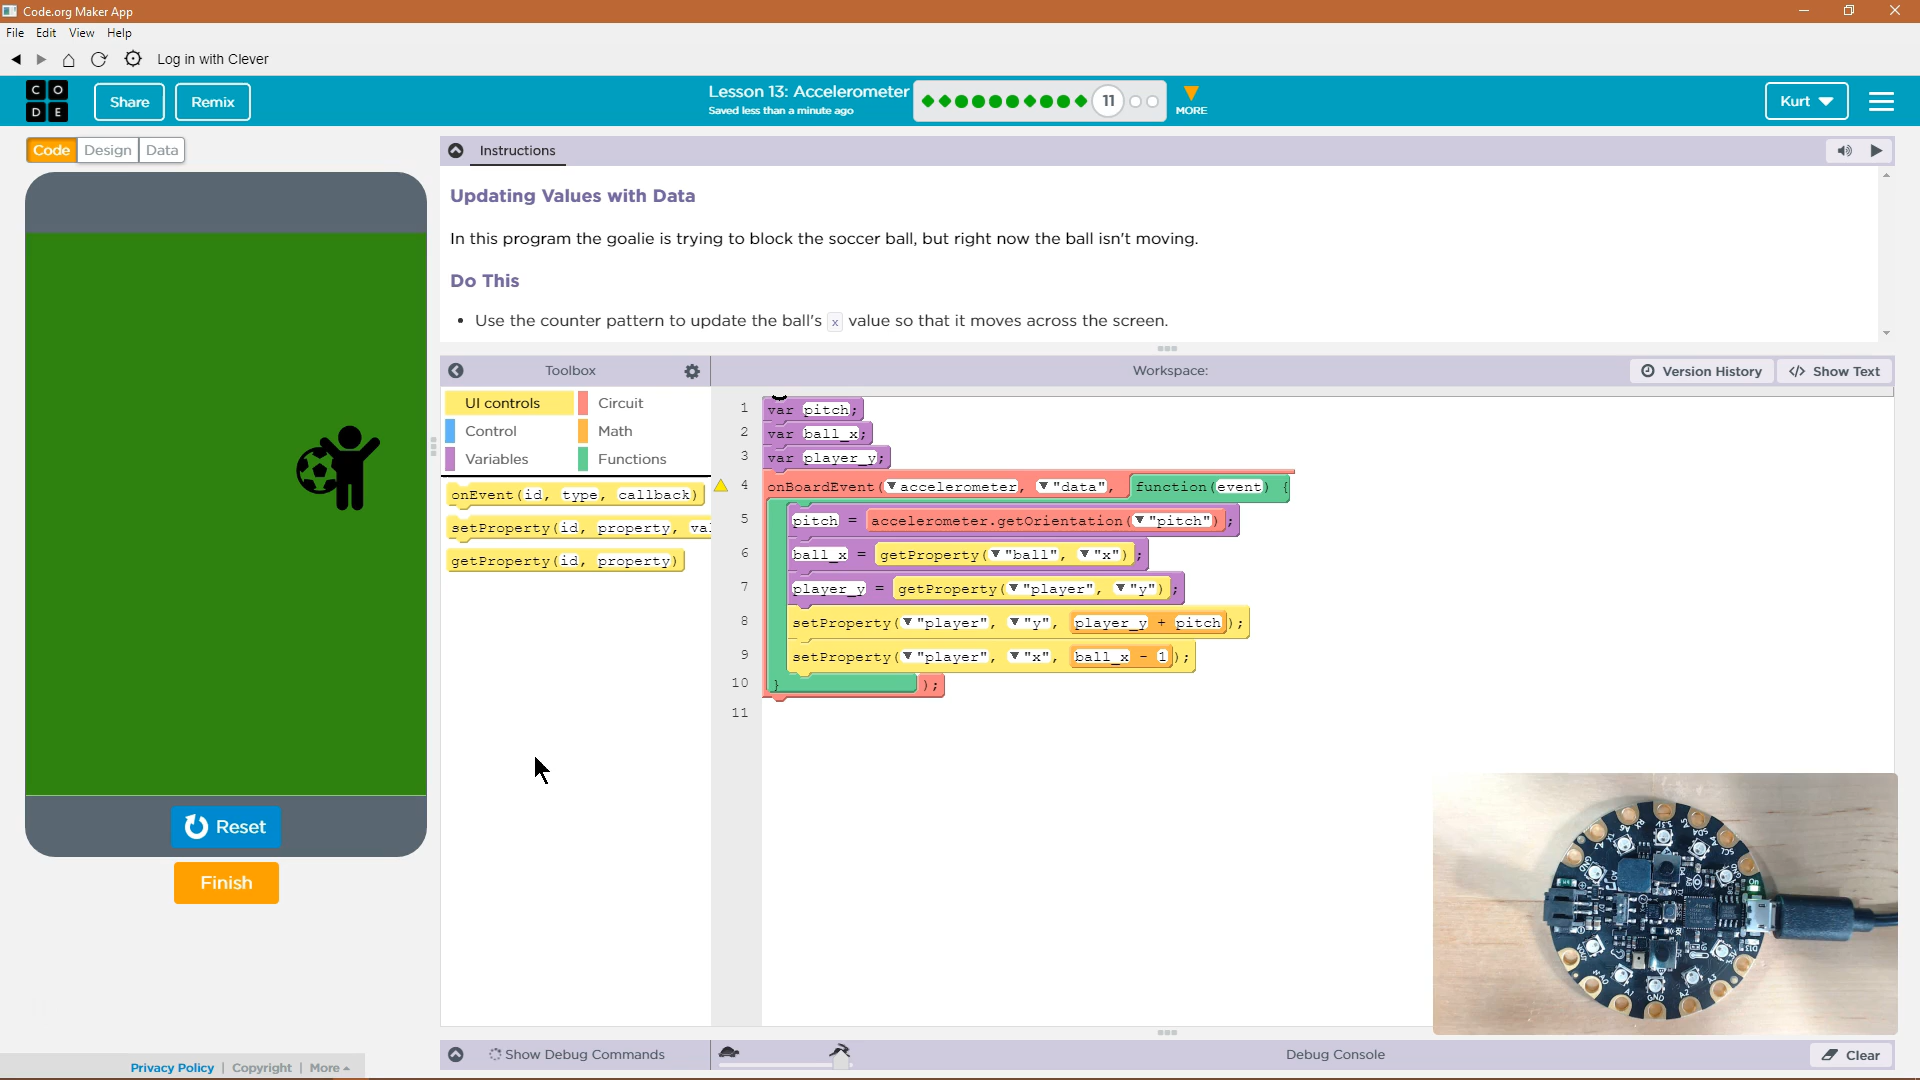 Code.org Maker App
File Edit View Help
Log in with Clever
CODE
Share
Remix
Lesson 13: Accelerometer
Saved less than a minute ago
11
MORE
Kurt
Code Design Data
Instructions
Updating Values with Data
In this program the goalie is trying to block the soccer ball, but right now the ball isn't moving.
Do This
• Use the counter pattern to update the ball's x value so that it moves across the screen.
Toolbox
Workspace:
Version History
</> Show Text
UI controls
Circuit
Control
Math
Variables
Functions
onEvent(id, type, callback)
setProperty(id, property, val
getProperty(id, property)
1 var pitch;
2 var ball_x;
3 var player_y;
4 onBoardEvent(▼accelerometer, ▼"data", function(event) {
5 pitch = accelerometer.getOrientation(▼"pitch");
6 ball_x = getProperty(▼"ball", ▼"x");
7 player_y = getProperty(▼"player", ▼"y");
8 setProperty(▼"player", ▼"y", player_y + pitch);
9 setProperty(▼"player", ▼"x", ball_x - 1);
10 } );
11
Reset
Finish
GND
Show Debug Commands
Debug Console
Clear
Privacy Policy | Copyright | More